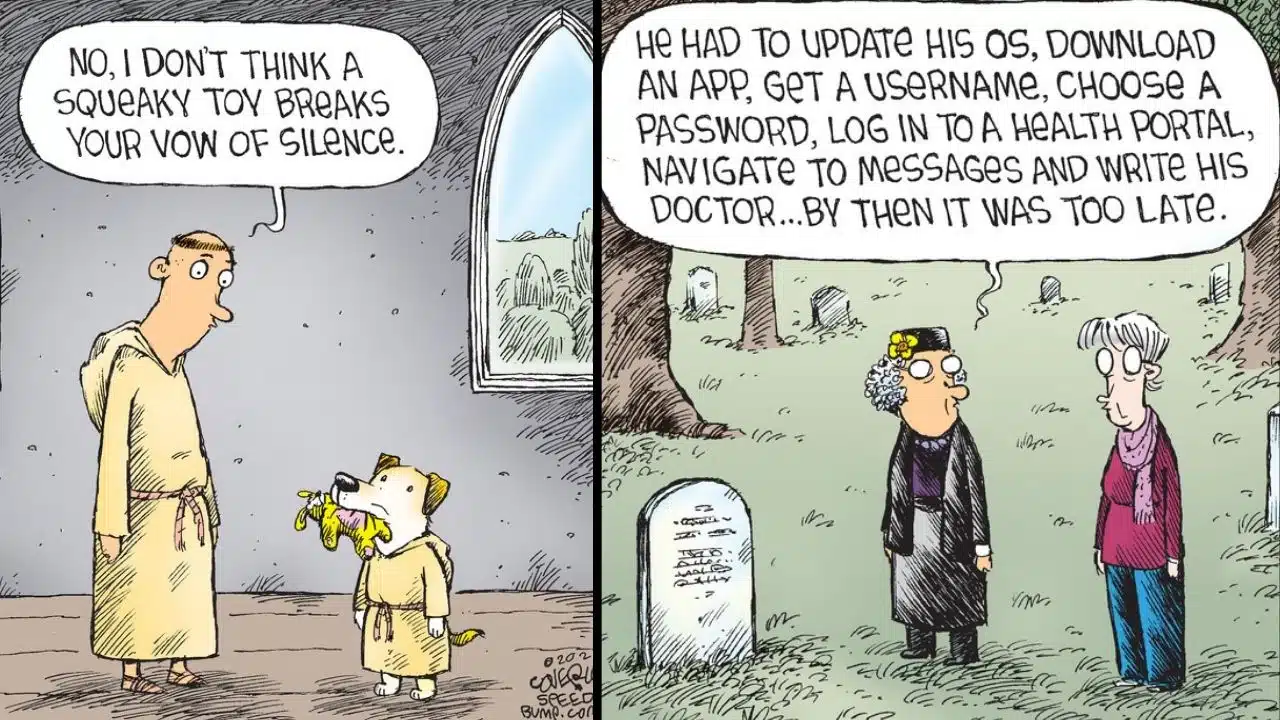 NO, I DON'T THINK A
SQUEAKY TOY BREAKS
YOUR VOW OF SILENCE.
HE HAD TO UPDATE HIS OS, DOWNLOAD
AN APP, GET A USERNAME, CHOOSE A
PASSWORD, LOG IN TO A HEALTH PORTAL,
NAVIGATE TO MESSAGES AND WRITE HIS
DOCTOR...BY THEN IT WAS TOO LATE.
SPEED